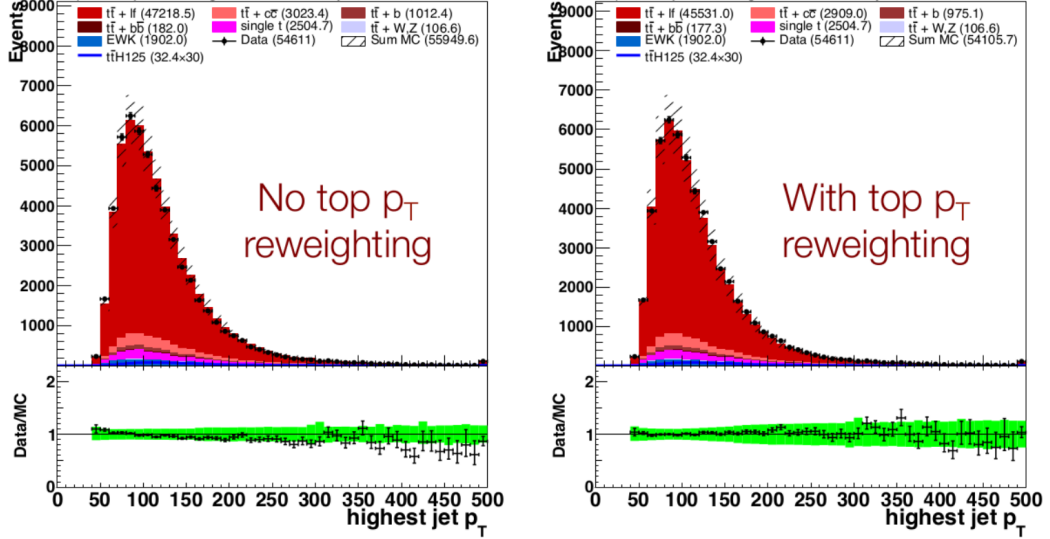 Events
9000
8000
7000
6000
5000
4000
3000
2000
1000
tt̄ + lf (47218.5)
tt̄ + cc̄ (3023.4)
tt̄ + b (1012.4)
tt̄ + bb̄ (182.0)
single t (2504.7)
tt̄ + W,Z (106.6)
EWK (1902.0)
Data (54611)
Sum MC (55949.6)
tt̄H125 (32.4×30)
No top pT
reweighting
Data/MC
2
1
0
0 50 100 150 200 250 300 350 400 450 500
highest jet pT
Events
9000
8000
7000
6000
5000
4000
3000
2000
1000
tt̄ + lf (45531.0)
tt̄ + cc̄ (2909.0)
tt̄ + b (975.1)
tt̄ + bb̄ (177.3)
single t (2504.7)
tt̄ + W,Z (106.6)
EWK (1902.0)
Data (54611)
Sum MC (54105.7)
tt̄H125 (32.4×30)
With top pT
reweighting
Data/MC
2
1
0
0 50 100 150 200 250 300 350 400 450 500
highest jet pT